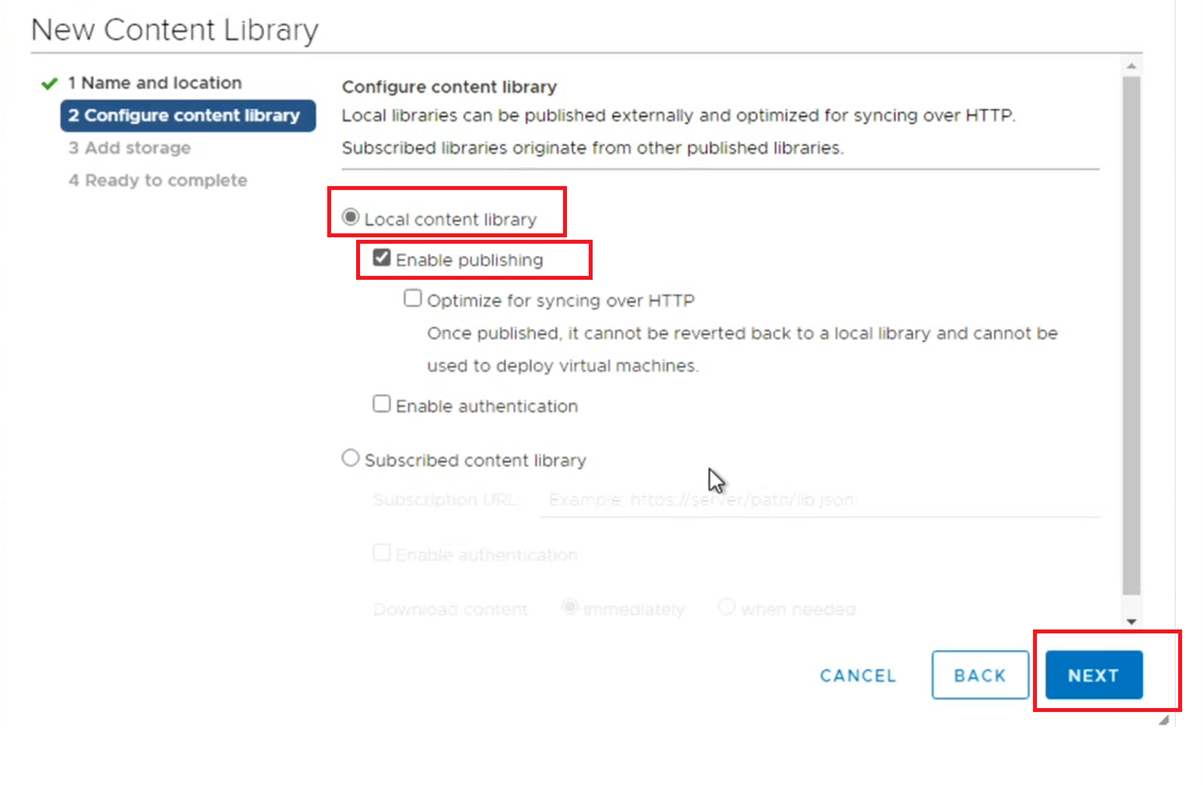 New Content Library
1 Name and location
2 Configure content library
3 Add storage
4 Ready to complete
Configure content library
Local libraries can be published externally and optimized for syncing over HTTP.
Subscribed libraries originate from other published libraries.
Local content library
Enable publishing
Optimize for syncing over HTTP
Once published, it cannot be reverted back to a local library and cannot be
used to deploy virtual machines.
Enable authentication
Subscribed content library
Subscription URL: Example: https://server/path/lib.json
Enable authentication
Download content immediately when needed
CANCEL BACK NEXT